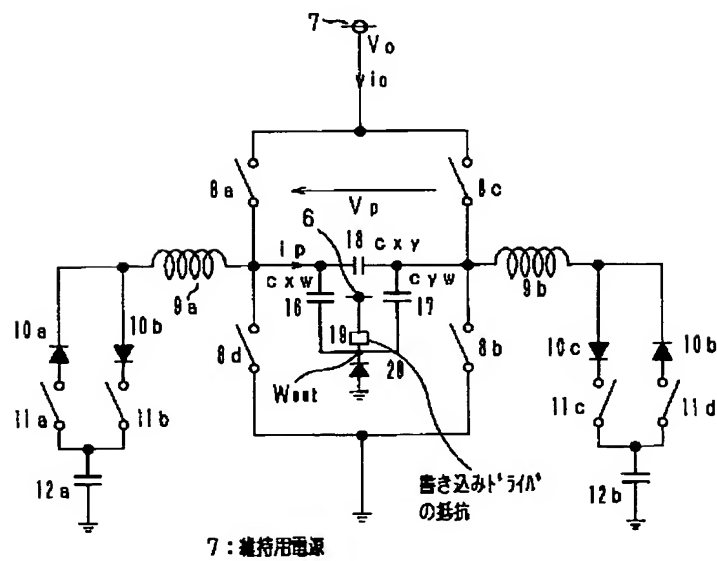 7
Vo
io
8a
8c
Vp
6
ip
18
cxy
cxw
cyw
9a
16
17
9b
10a
10b
8d
19
20
8b
10c
10b
Wout
11a
11b
11c
11d
12a
12b
書き込みドライバ
の抵抗
7:維持用電源